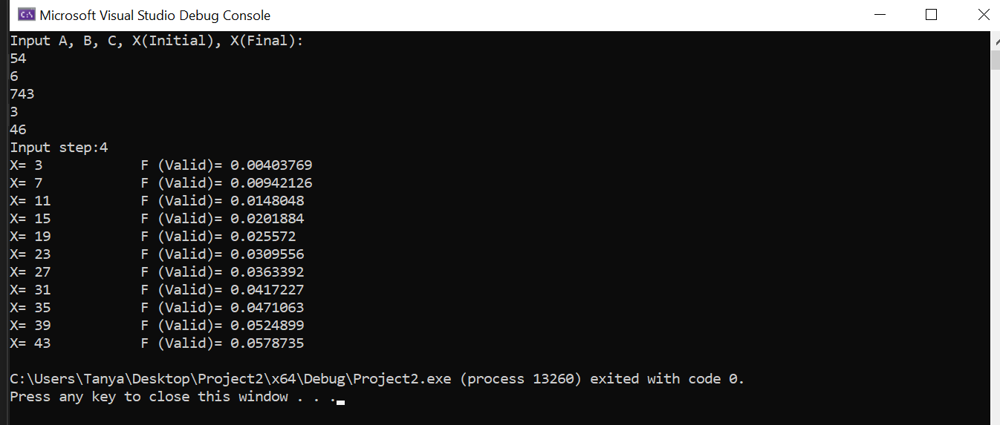 Microsoft Visual Studio Debug Console
Input A, B, C, X(Initial), X(Final):
54
6
743
3
46
Input step:4
X= 3 F (Valid)= 0.00403769
X= 7 F (Valid)= 0.00942126
X= 11 F (Valid)= 0.0148048
X= 15 F (Valid)= 0.0201884
X= 19 F (Valid)= 0.025572
X= 23 F (Valid)= 0.0309556
X= 27 F (Valid)= 0.0363392
X= 31 F (Valid)= 0.0417227
X= 35 F (Valid)= 0.0471063
X= 39 F (Valid)= 0.0524899
X= 43 F (Valid)= 0.0578735
C:\Users\Tanya\Desktop\Project2\x64\Debug\Project2.exe (process 13260) exited with code 0.
Press any key to close this window . . .